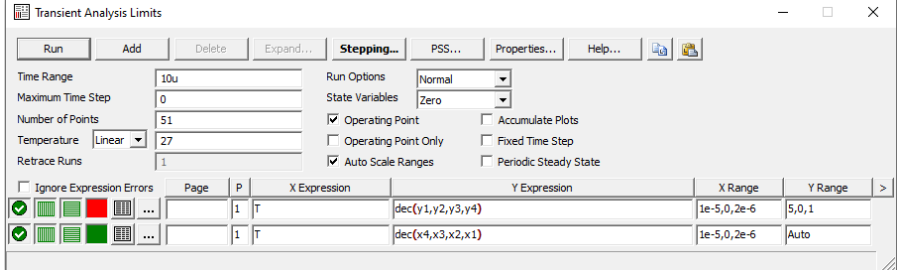 Transient Analysis Limits
Run Add Delete Expand... Stepping... PSS... Properties... Help...
Time Range 10u Run Options Normal
Maximum Time Step 0 State Variables Zero
Number of Points 51 Operating Point Accumulate Plots
Temperature Linear 27 Operating Point Only Fixed Time Step
Retrace Runs 1 Auto Scale Ranges Periodic Steady State
Ignore Expression Errors Page P X Expression Y Expression X Range Y Range >
... 1 T dec(y1,y2,y3,y4) 1e-5,0,2e-6 5,0,1
... 1 T dec(x4,x3,x2,x1) 1e-5,0,2e-6 Auto